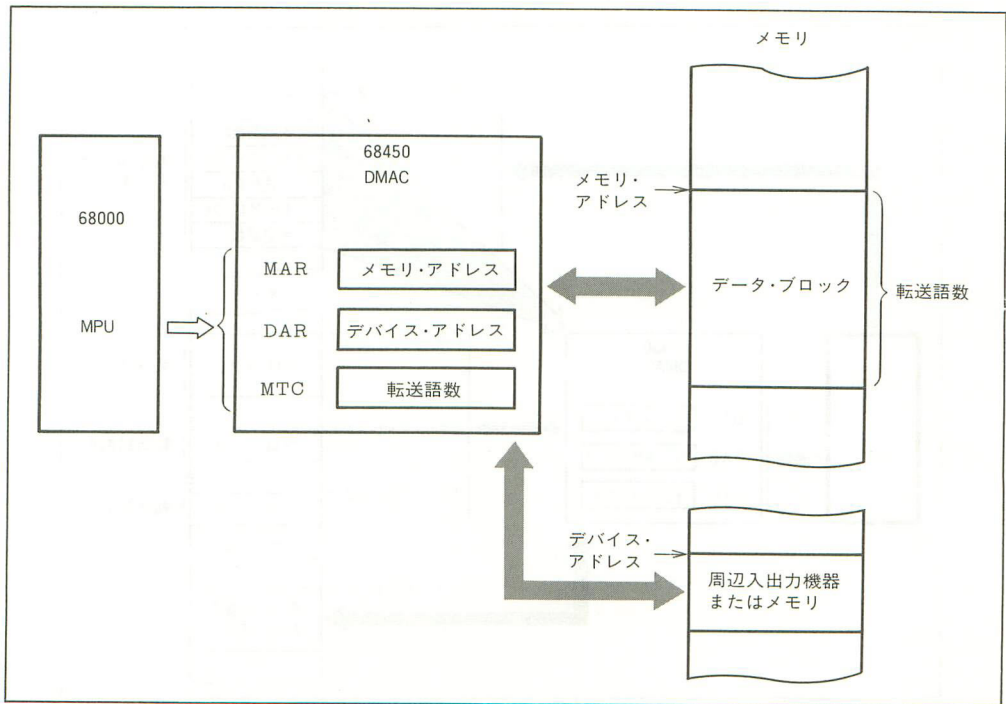 メモリ
68000
MPU
68450
DMAC
MAR
メモリ・アドレス
DAR
デバイス・アドレス
MTC
転送語数
メモリ・
アドレス
データ・ブロック
転送語数
デバイス・
アドレス
周辺入出力機器
またはメモリ